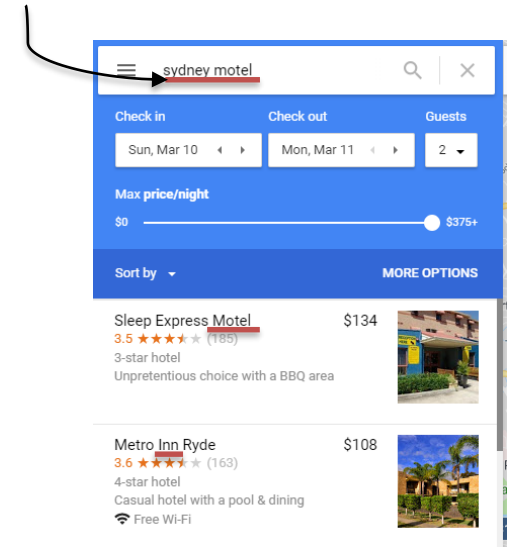 sydney motel
Check in Check out Guests
Sun, Mar 10 Mon, Mar 11 2
Max price/night
$0 $375+
Sort by MORE OPTIONS
Sleep Express Motel $134
3.5 (185)
3-star hotel
Unpretentious choice with a BBQ area
Metro Inn Ryde $108
3.6 (163)
4-star hotel
Casual hotel with a pool & dining
Free Wi-Fi